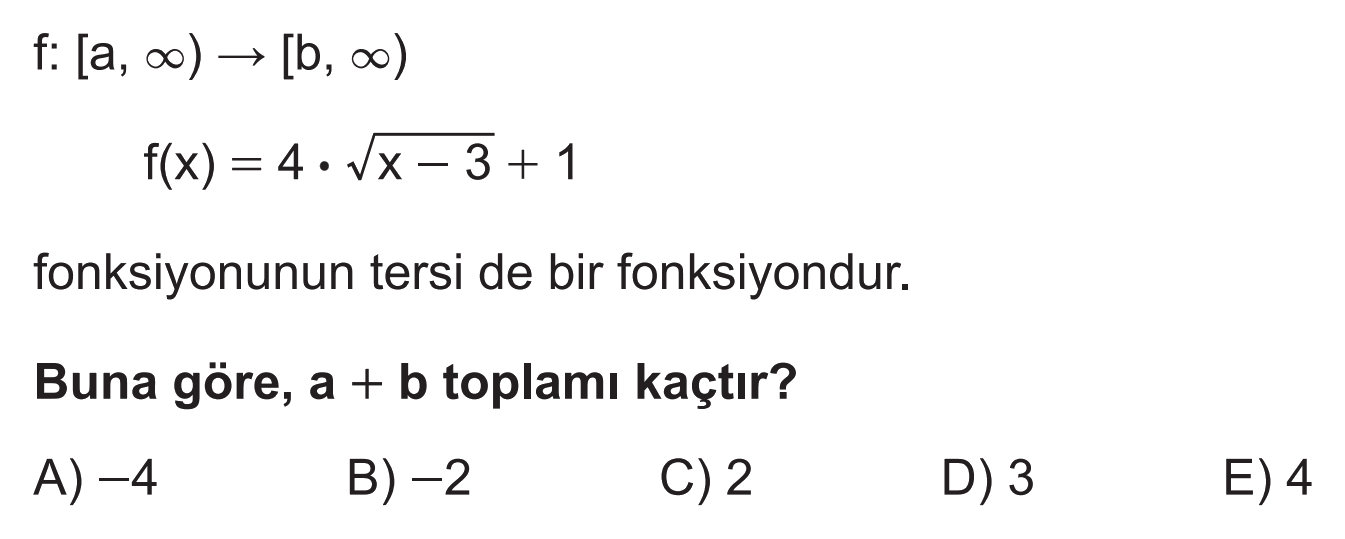 f: [a, ∞) → [b, ∞)
f(x) = 4 · √(x – 3) + 1
fonksiyonunun tersi de bir fonksiyondur.
Buna göre, a + b toplamı kaçtır?
A) –4 B) –2 C) 2 D) 3 E) 4